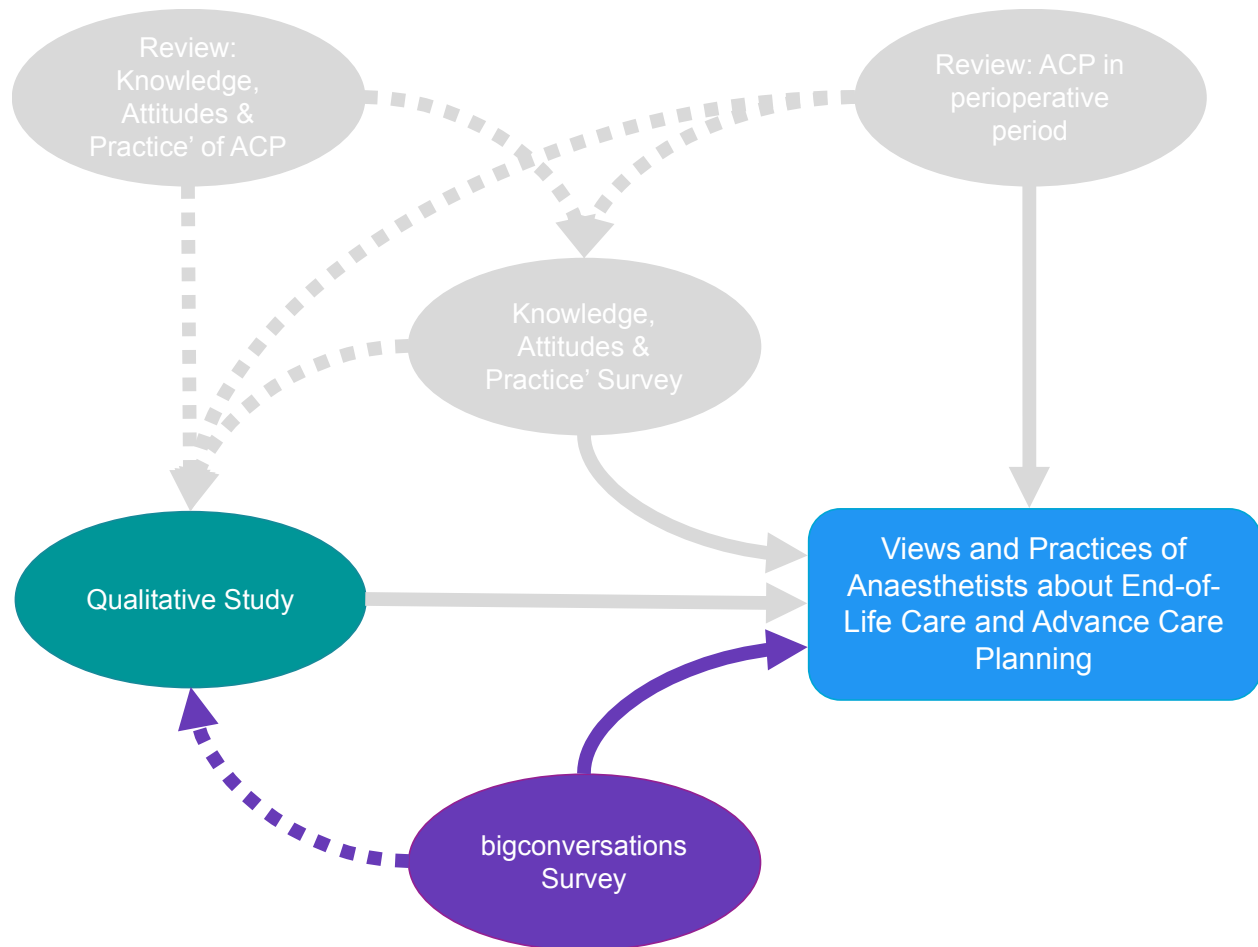 Review:
Knowledge,
Attitudes &
Practice’ of ACP
Review: ACP in
perioperative
period
Knowledge,
Attitudes &
Practice’ Survey
Qualitative Study
Views and Practices of
Anaesthetists about End-of-
Life Care and Advance Care
Planning
bigconversations
Survey